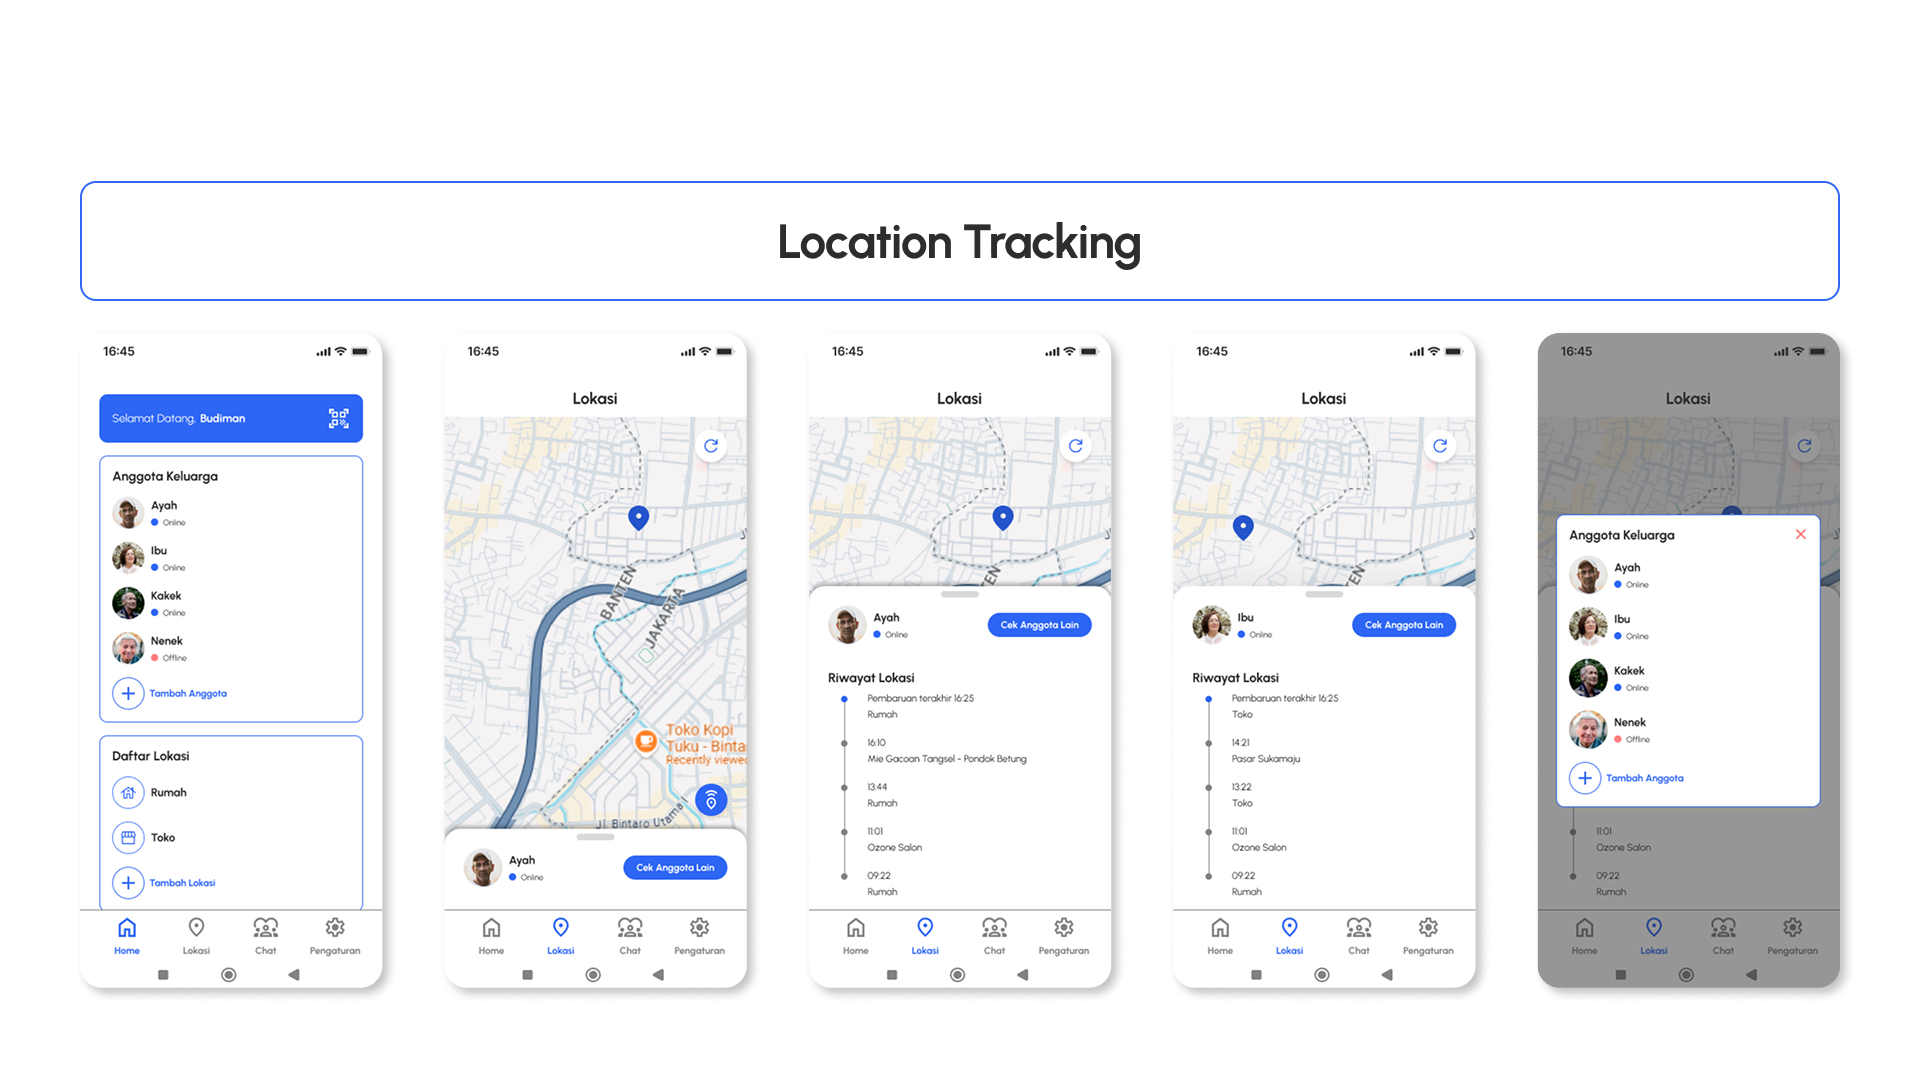 Location Tracking
16:45
Selamat Datang, Budiman
Anggota Keluarga
Ayah
Online
Ibu
Online
Kakek
Online
Nenek
Offline
Tambah Anggota
Daftar Lokasi
Rumah
Toko
Tambah Lokasi
Home
Lokasi
Chat
Pengaturan
16:45
Lokasi
BANTEN
JAKARTA
Toko Kopi
Tuku - Binta
Recently viewed
Jl. Bintaro Utama
Ayah
Online
Cek Anggota Lain
Home
Lokasi
Chat
Pengaturan
16:45
Lokasi
TEN
Ayah
Online
Cek Anggota Lain
Riwayat Lokasi
Pembaruan terakhir 16:25
Rumah
16:10
Mie Gacoan Tangsel - Pondok Betung
13:44
Rumah
11:01
Ozone Salon
09:22
Rumah
Home
Lokasi
Chat
Pengaturan
16:45
Lokasi
TEN
Ibu
Online
Cek Anggota Lain
Riwayat Lokasi
Pembaruan terakhir 16:25
Toko
14:21
Pasar Sukamaju
13:22
Toko
11:01
Ozone Salon
09:22
Rumah
Home
Lokasi
Chat
Pengaturan
16:45
Lokasi
Anggota Keluarga
Ayah
Online
Ibu
Online
Kakek
Online
Nenek
Offline
Tambah Anggota
11:01
Ozone Salon
09:22
Rumah
Home
Lokasi
Chat
Pengaturan